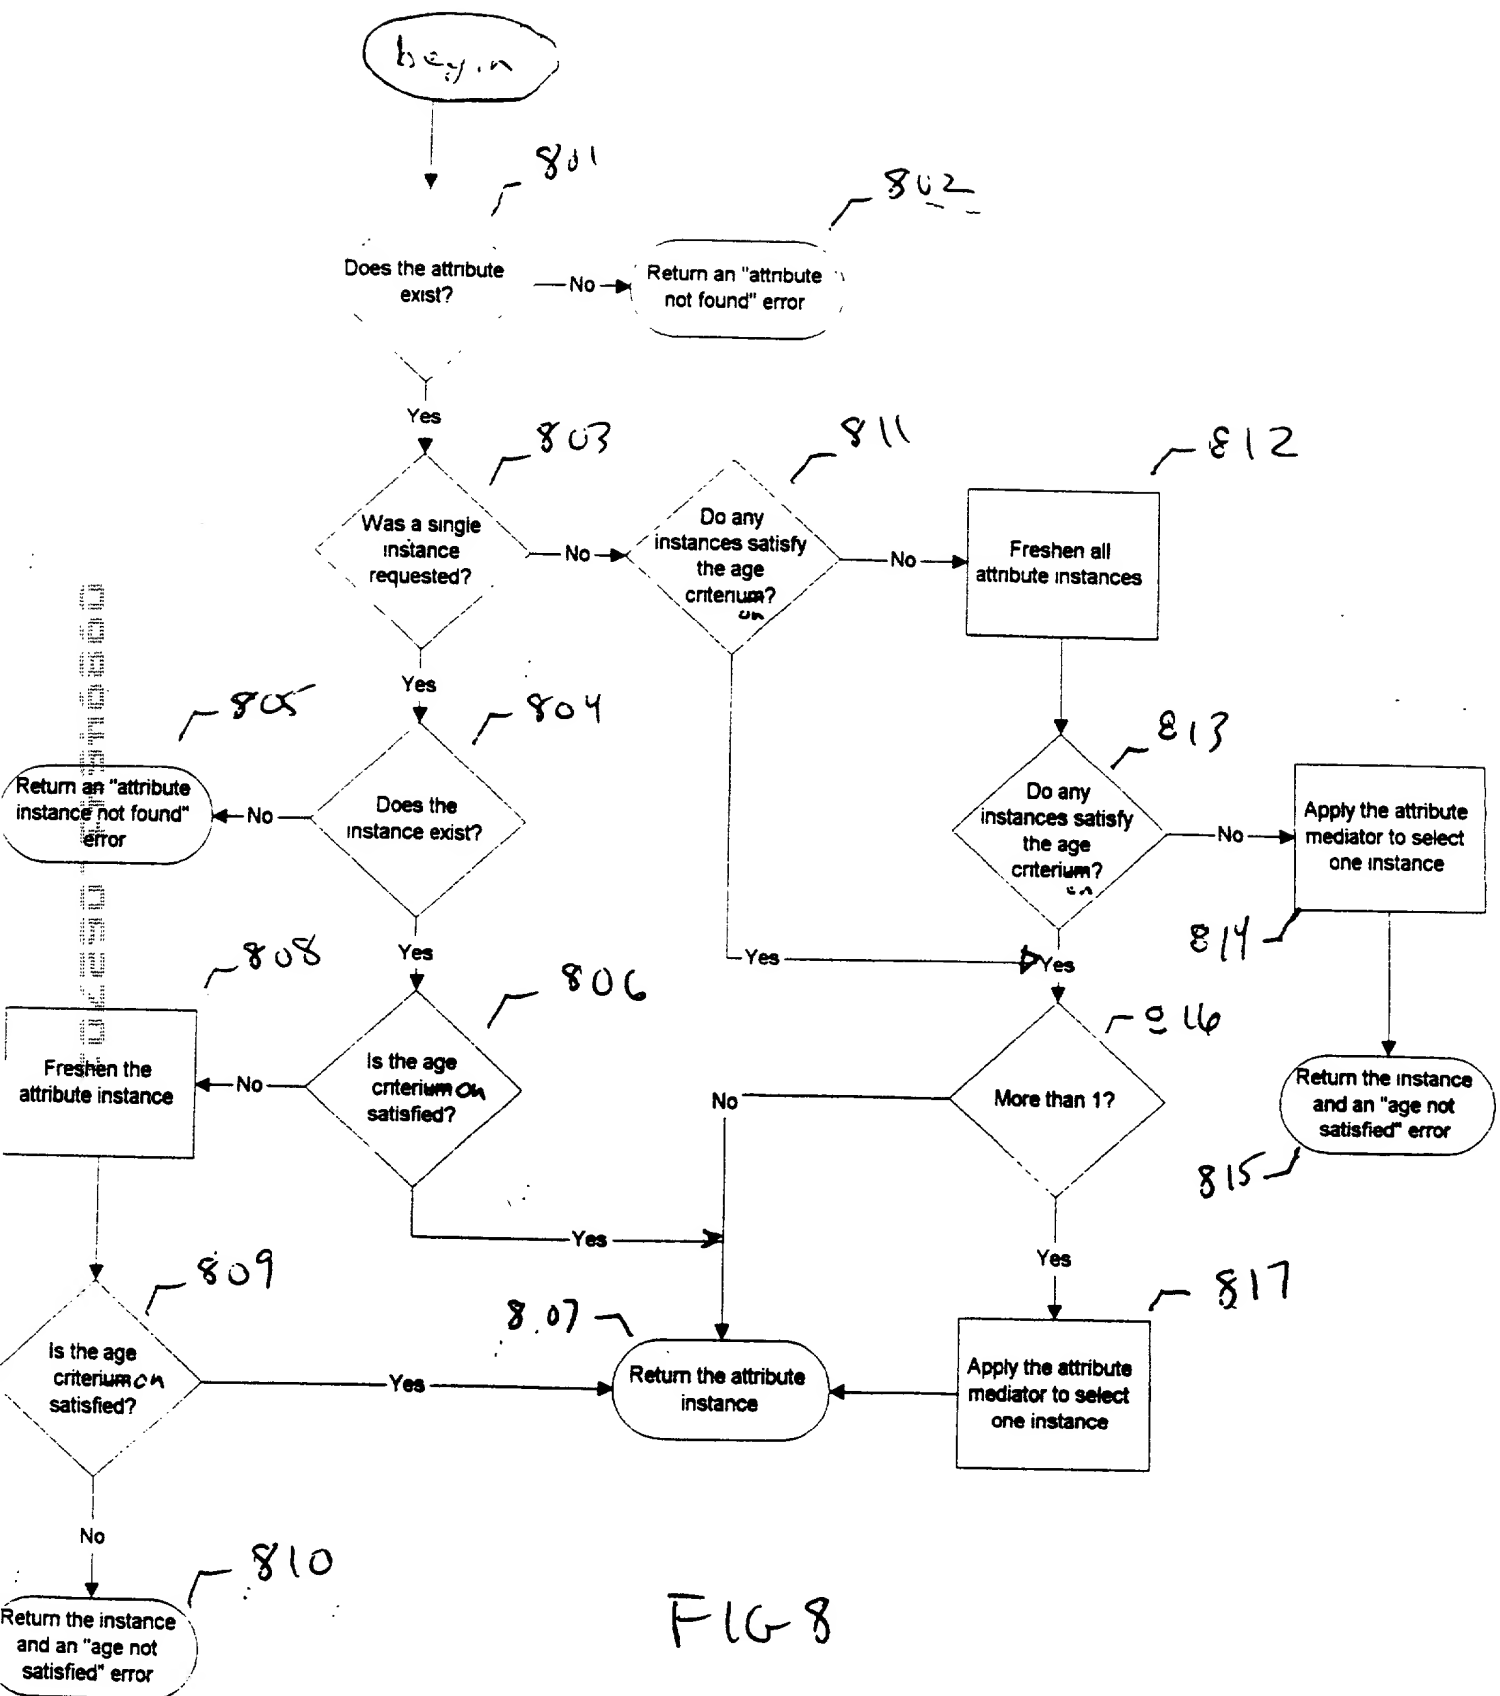 begin
801
802
Does the attribute
exist?
No
Return an "attribute
not found" error
Yes
803
811
812
Was a single
instance
requested?
No
Do any
instances satisfy
the age
criterium?
on
No
Freshen all
attribute instances
Yes
805
804
813
Return an "attribute
instance not found"
error
No
Does the
instance exist?
Do any
instances satisfy
the age
criterium?
on
No
Apply the attribute
mediator to select
one instance
814
Yes
Yes
Yes
808
806
816
Freshen the
attribute instance
No
Is the age
criterium on
satisfied?
No
More than 1?
Return the instance
and an "age not
satisfied" error
815
Yes
Yes
809
807
817
Is the age
criterium on
satisfied?
Yes
Return the attribute
instance
Apply the attribute
mediator to select
one instance
No
810
Return the instance
and an "age not
satisfied" error
FIG 8